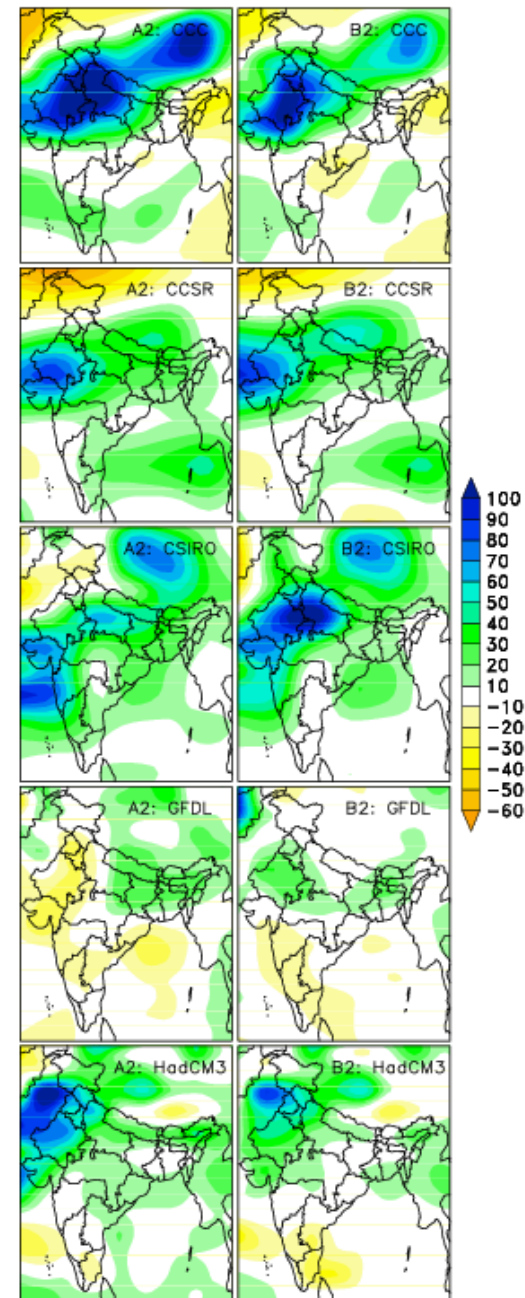 A2: CCC
B2: CCC
A2: CCSR
B2: CCSR
A2: CSIRO
B2: CSIRO
100
90
80
70
60
50
40
30
20
10
-10
-20
-30
-40
-50
-60
A2: GFDL
B2: GFDL
A2: HadCM3
B2: HadCM3